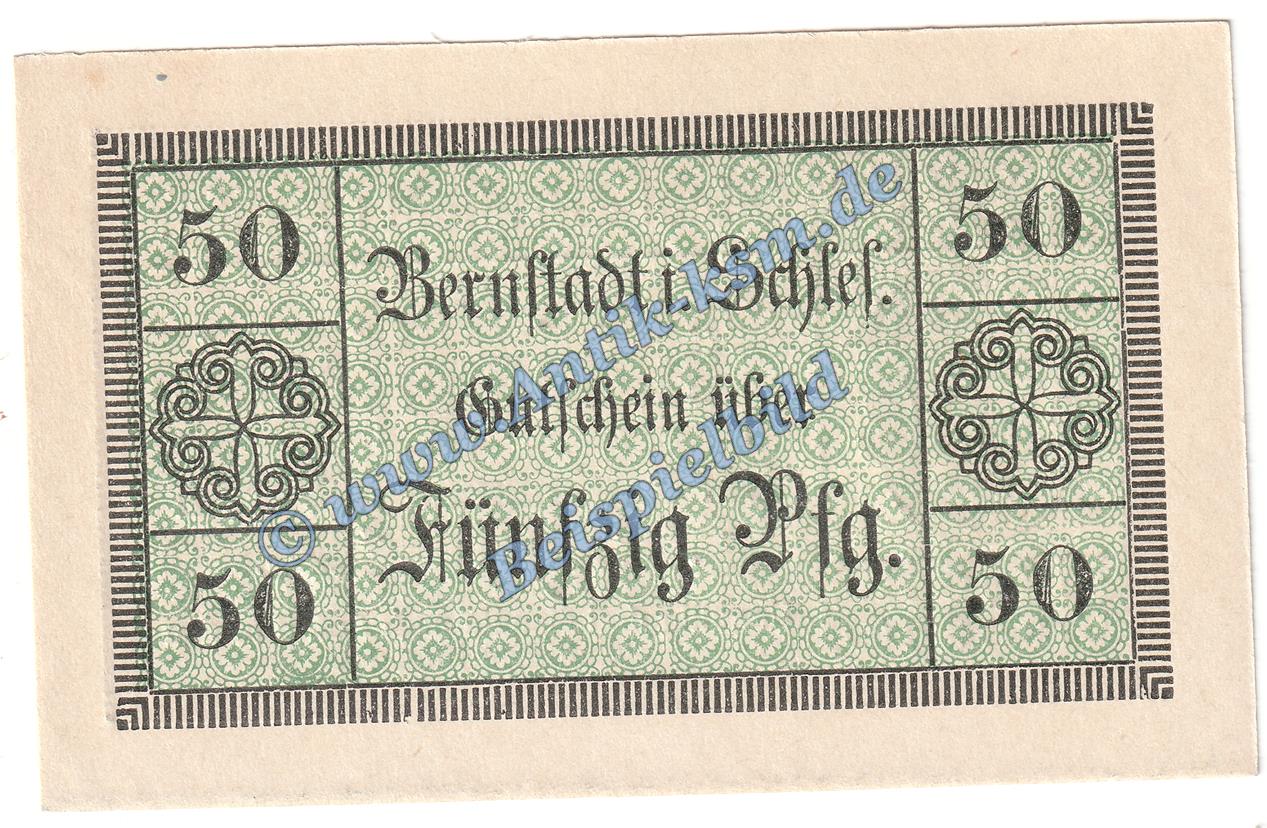 50 50
Bernstadt i. Schles.
Gutschein über
Fünfzig Pfg.
50 50
© www.Antik-ksm.de
Beispielbild